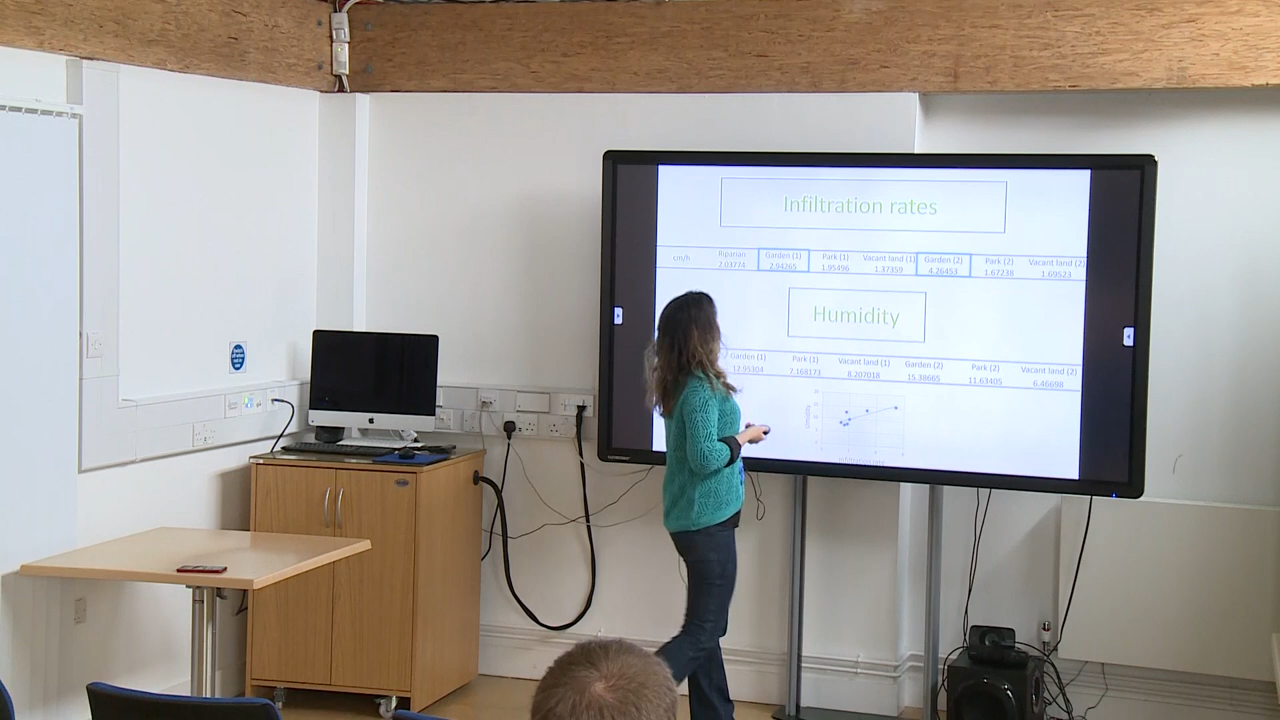 Infiltration rates
cm/h Riparian Garden (1) Park (1) Vacant land (1) Garden (2) Park (2) Vacant land (2)
2.03774 2.94265 1.95496 1.37359 4.26453 1.67238 1.69523
Humidity
Garden (1) Park (1) Vacant land (1) Garden (2) Park (2) Vacant land (2)
12.95304 7.168173 8.207018 15.38665 11.63405 6.46698
Infiltration rate